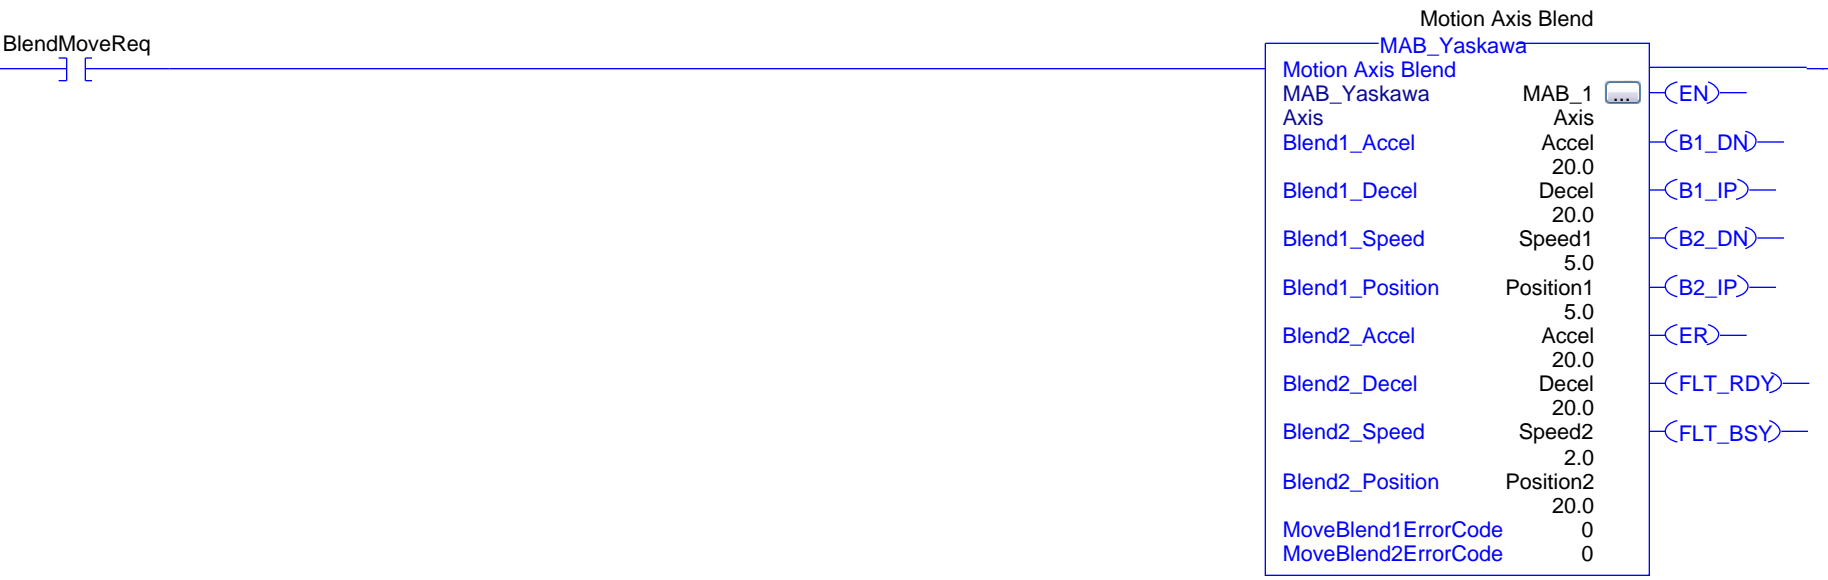 Motion Axis Blend
BlendMoveReq
MAB_Yaskawa
Motion Axis Blend
MAB_Yaskawa MAB_1 ... EN
Axis Axis
Blend1_Accel Accel B1_DN
20.0
Blend1_Decel Decel B1_IP
20.0
Blend1_Speed Speed1 B2_DN
5.0
Blend1_Position Position1 B2_IP
5.0
Blend2_Accel Accel ER
20.0
Blend2_Decel Decel FLT_RDY
20.0
Blend2_Speed Speed2 FLT_BSY
2.0
Blend2_Position Position2
20.0
MoveBlend1ErrorCode 0
MoveBlend2ErrorCode 0